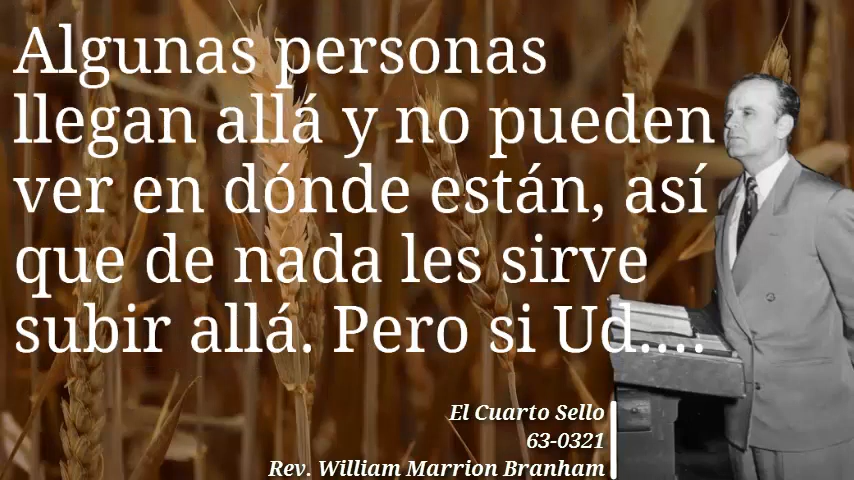 Algunas personas
llegan allá y no pueden
ver en dónde están, así
que de nada les sirve
subir allá. Pero si Ud....
El Cuarto Sello
63-0321
Rev. William Marrion Branham